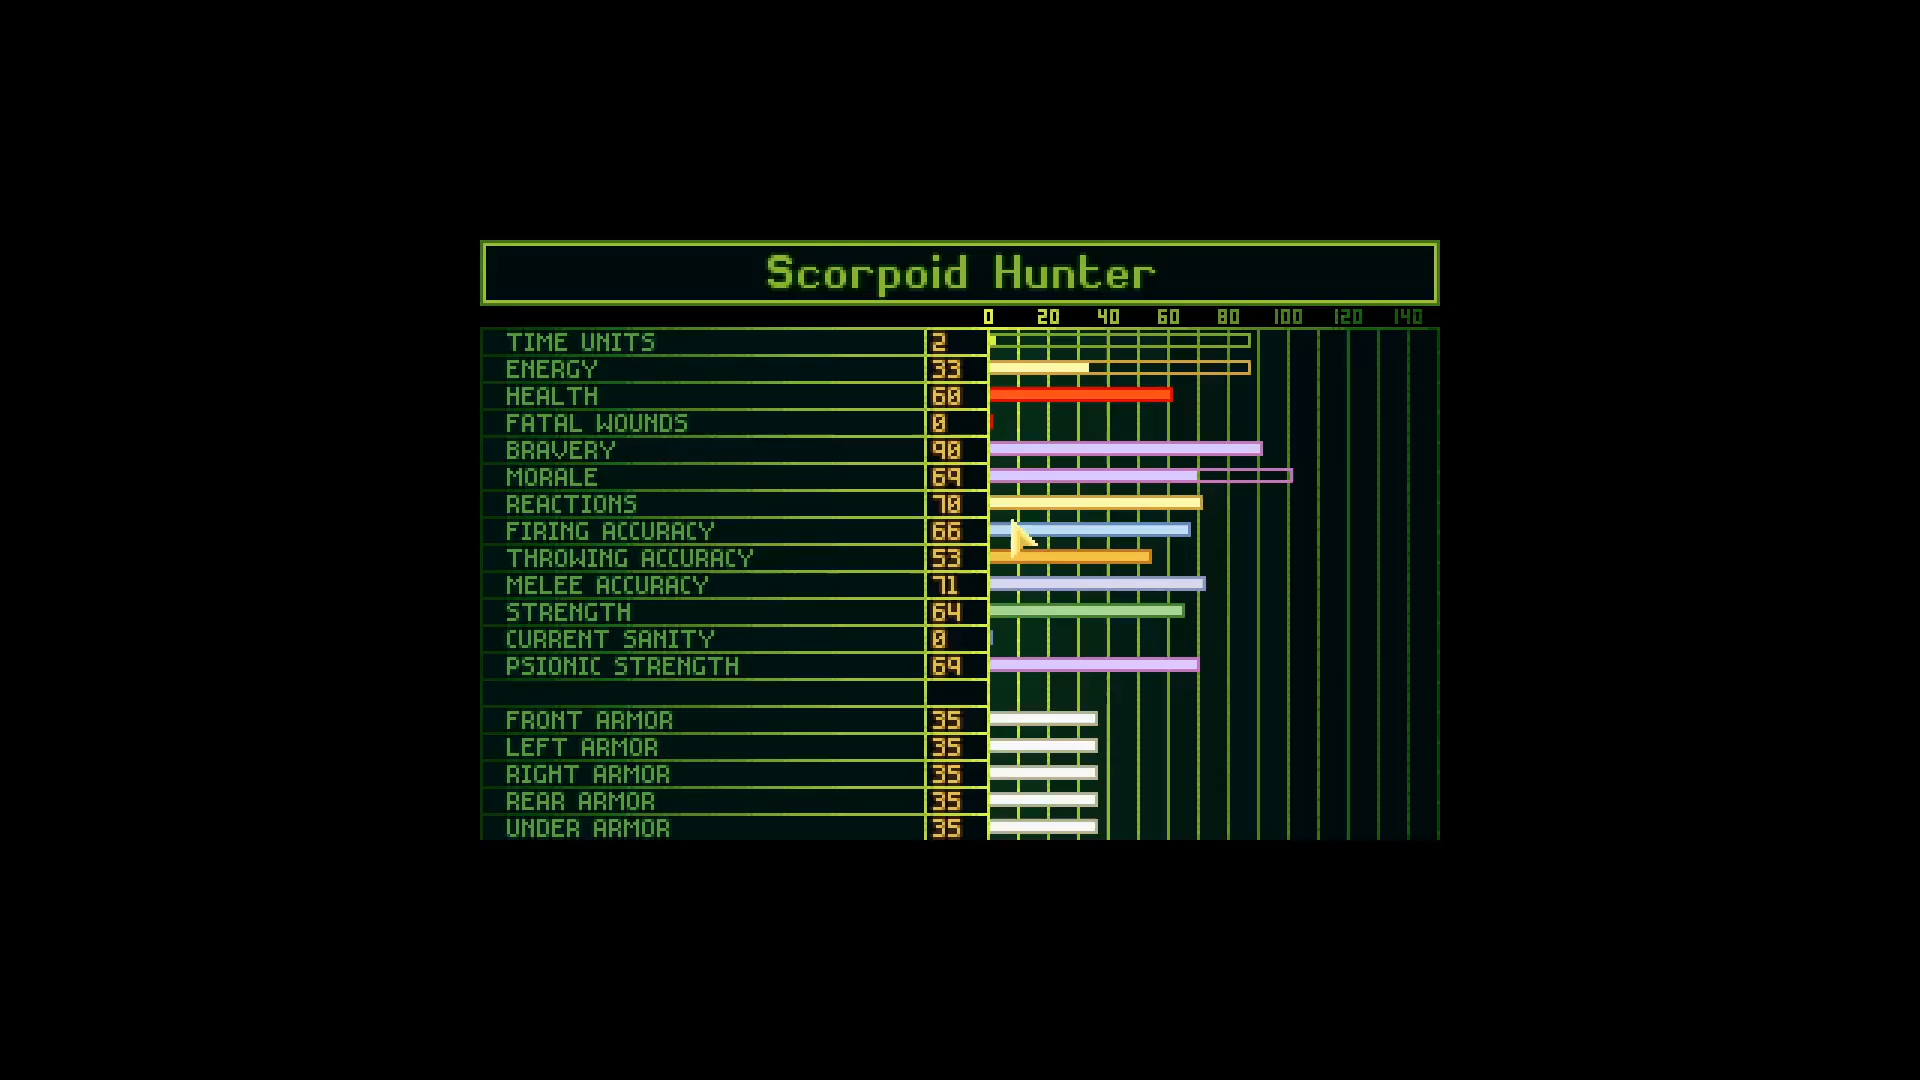 Scorpoid Hunter
0 20 40 60 80 100 120 140
TIME UNITS 2
ENERGY 33
HEALTH 60
FATAL WOUNDS 0
BRAVERY 90
MORALE 69
REACTIONS 70
FIRING ACCURACY 66
THROWING ACCURACY 53
MELEE ACCURACY 71
STRENGTH 64
CURRENT SANITY 0
PSIONIC STRENGTH 69
FRONT ARMOR 35
LEFT ARMOR 35
RIGHT ARMOR 35
REAR ARMOR 35
UNDER ARMOR 35